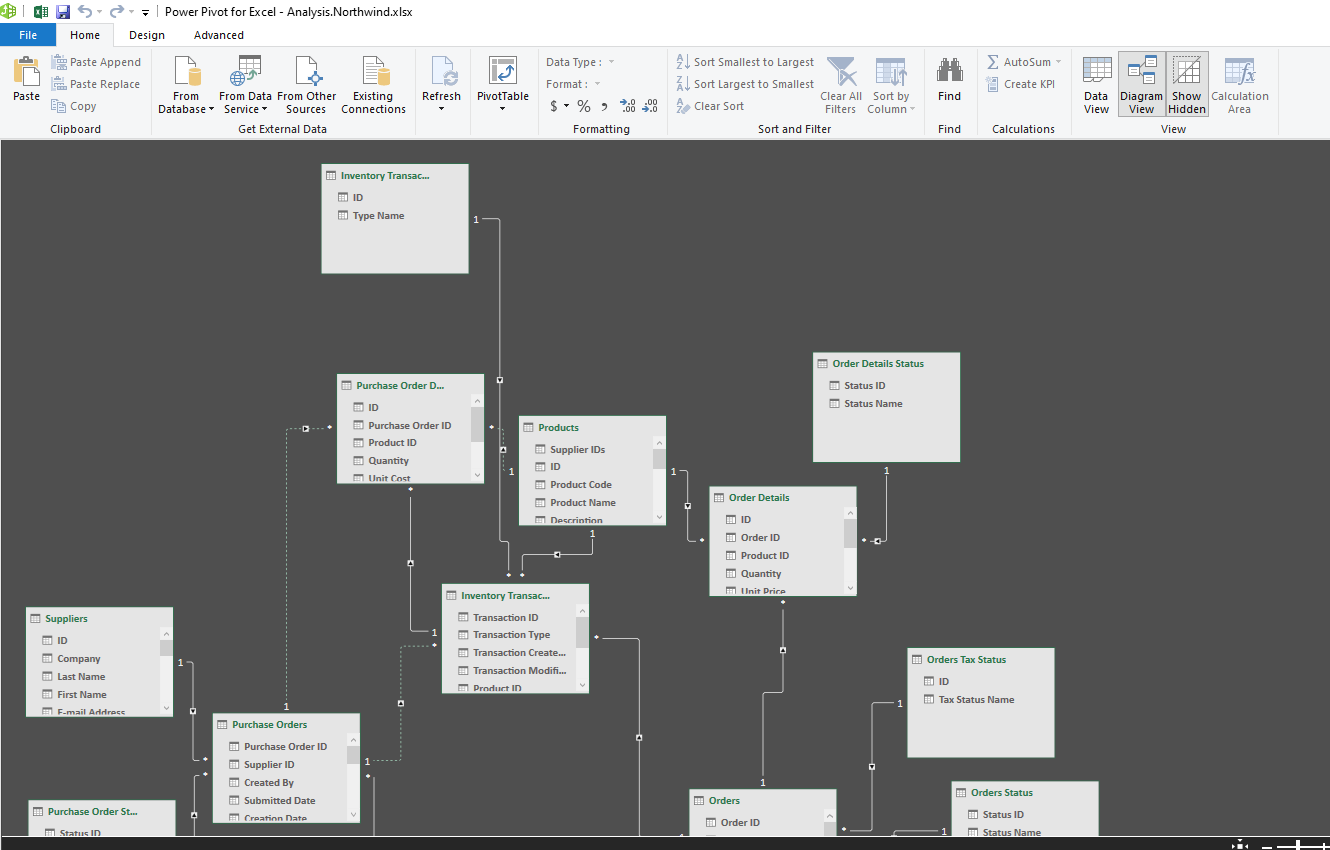 Power Pivot for Excel - Analysis.Northwind.xlsx
File Home Design Advanced
Paste
Paste Append
Paste Replace
Copy
Clipboard
From Database
From Data Service
From Other Sources
Existing Connections
Get External Data
Refresh
PivotTable
Data Type :
Format :
$ % ,
.00
.00
Formatting
Sort Smallest to Largest
Sort Largest to Smallest
Clear Sort
Clear All Filters
Sort by Column
Sort and Filter
Find
Find
AutoSum
Create KPI
Calculations
Data View
Diagram View
Show Hidden
Calculation Area
View
Inventory Transac...
ID
Type Name
1
Order Details Status
Status ID
Status Name
1
Purchase Order D...
ID
Purchase Order ID
Product ID
Quantity
Unit Cost
*
*
*
Products
Supplier IDs
ID
Product Code
Product Name
Description
1
1
1
Order Details
ID
Order ID
Product ID
Quantity
Unit Price
*
*
*
Inventory Transac...
Transaction ID
Transaction Type
Transaction Create...
Transaction Modifi...
Product ID
*
*
1
*
*
Suppliers
ID
Company
Last Name
First Name
E-mail Address
1
Orders Tax Status
ID
Tax Status Name
1
Purchase Orders
Purchase Order ID
Supplier ID
Created By
Submitted Date
Creation Date
1
*
*
1
*
Purchase Order St...
Status ID
Orders
Order ID
1
*
Orders Status
Status ID
Status Name
1